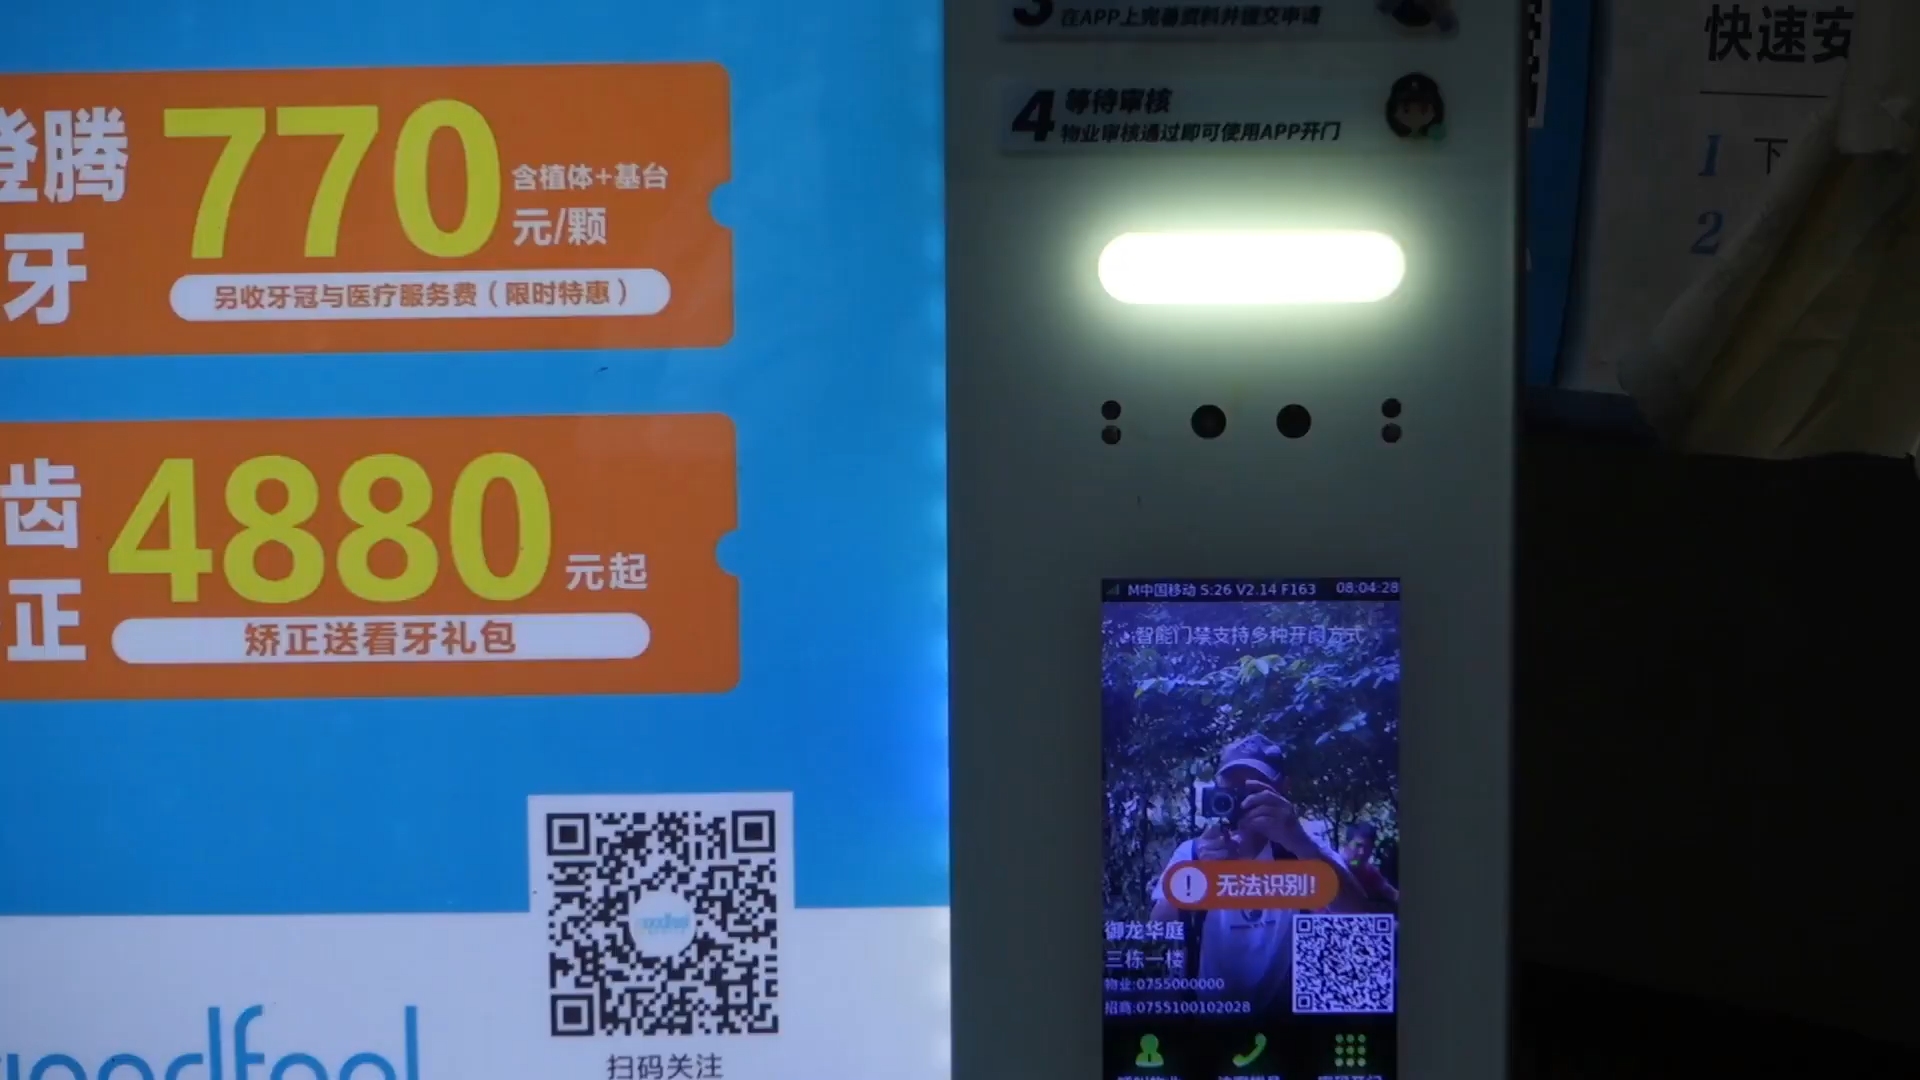 登腾
牙
770
含植体+基台
元/颗
另收牙冠与医疗服务费（限时特惠）
齿
正
4880
元起
矫正送看牙礼包
扫码关注
3 在APP上完善资料并提交申请
4 等待审核
物业审核通过即可使用APP开门
M中国移动 S:26 V2.14 F163 08:04:28
智能门禁支持多种开门方式
! 无法识别!
御龙华庭
三栋一楼
物业:0755000000
招商:0755100102028
快速安
1 下
2